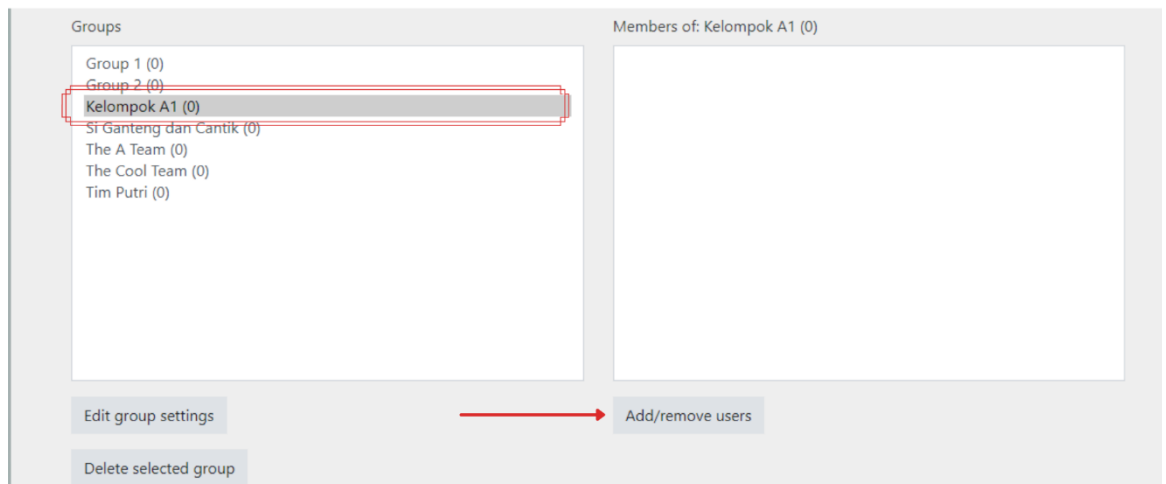 Groups
Members of: Kelompok A1 (0)
Group 1 (0)
Group 2 (0)
Kelompok A1 (0)
Si Ganteng dan Cantik (0)
The A Team (0)
The Cool Team (0)
Tim Putri (0)
Edit group settings
Add/remove users
Delete selected group